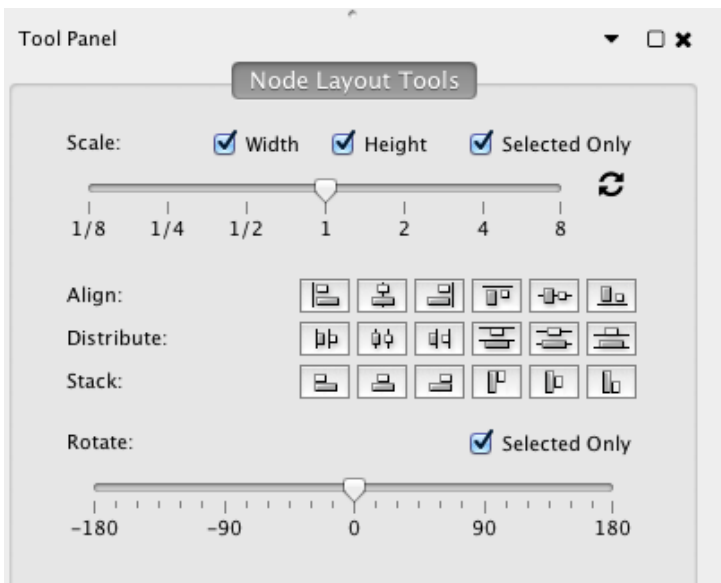 Tool Panel
Node Layout Tools
Scale: Width Height Selected Only
1/8 1/4 1/2 1 2 4 8
Align:
Distribute:
Stack:
Rotate: Selected Only
-180 -90 0 90 180